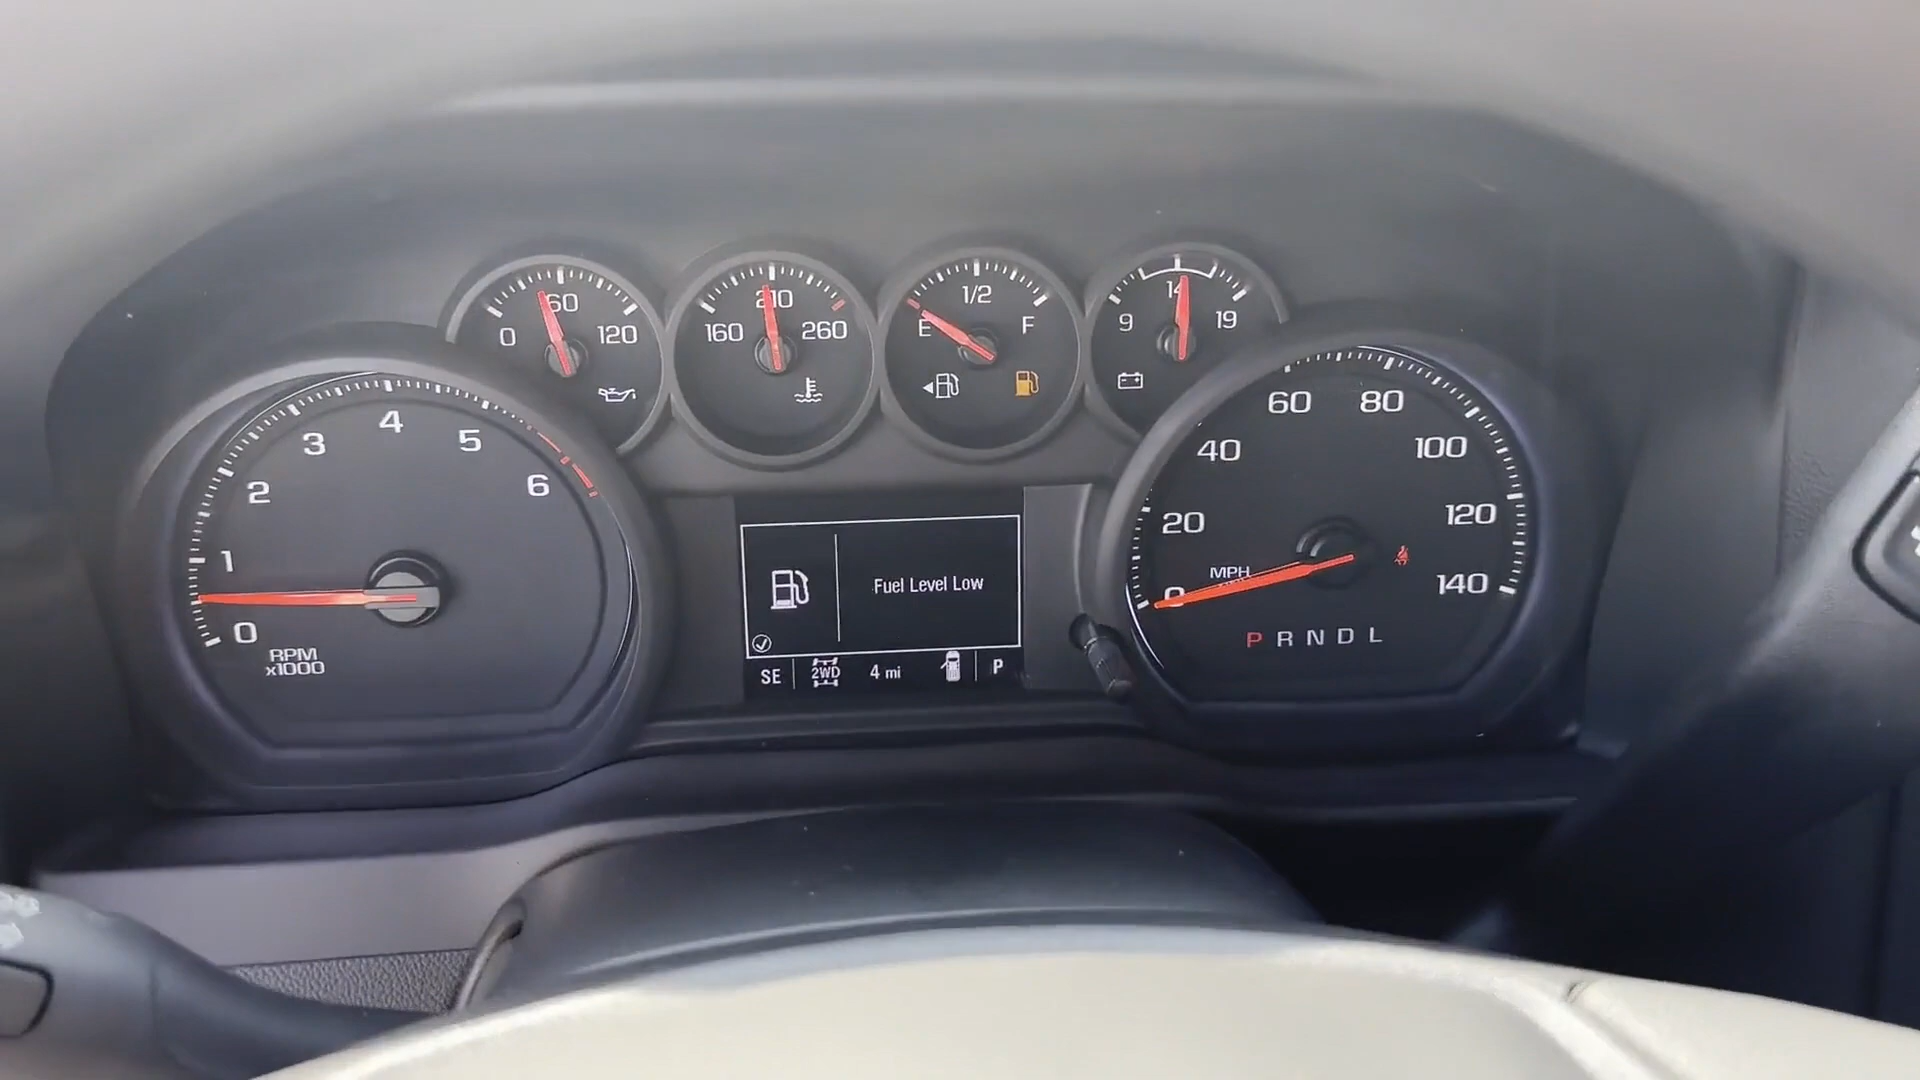 0 60 120
160 210 260
E 1/2 F
9 14 19
0 1 2 3 4 5 6
RPM
x1000
Fuel Level Low
SE 2WD 4 mi P
0 20 40 60 80 100 120 140
MPH
P R N D L